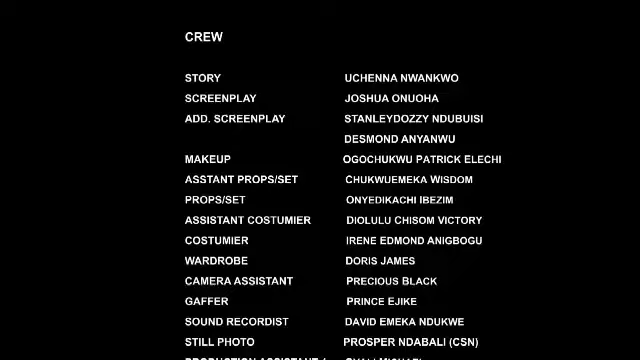 CREW
STORY UCHENNA NWANKWO
SCREENPLAY JOSHUA ONUOHA
ADD. SCREENPLAY STANLEYDOZZY NDUBUISI
DESMOND ANYANWU
MAKEUP OGOCHUKWU PATRICK ELECHI
ASSTANT PROPS/SET CHUKWUEMEKA WISDOM
PROPS/SET ONYEDIKACHI IBEZIM
ASSISTANT COSTUMIER DIOLULU CHISOM VICTORY
COSTUMIER IRENE EDMOND ANIGBOGU
WARDROBE DORIS JAMES
CAMERA ASSISTANT PRECIOUS BLACK
GAFFER PRINCE EJIKE
SOUND RECORDIST DAVID EMEKA NDUKWE
STILL PHOTO PROSPER NDABALI (CSN)
PRODUCTION ASSISTANT